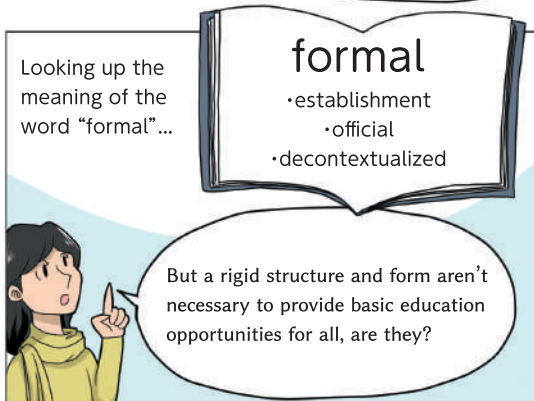 Looking up the
meaning of the
word “formal”...
formal
・establishment
・official
・decontextualized
But a rigid structure and form aren’t
necessary to provide basic education
opportunities for all, are they?